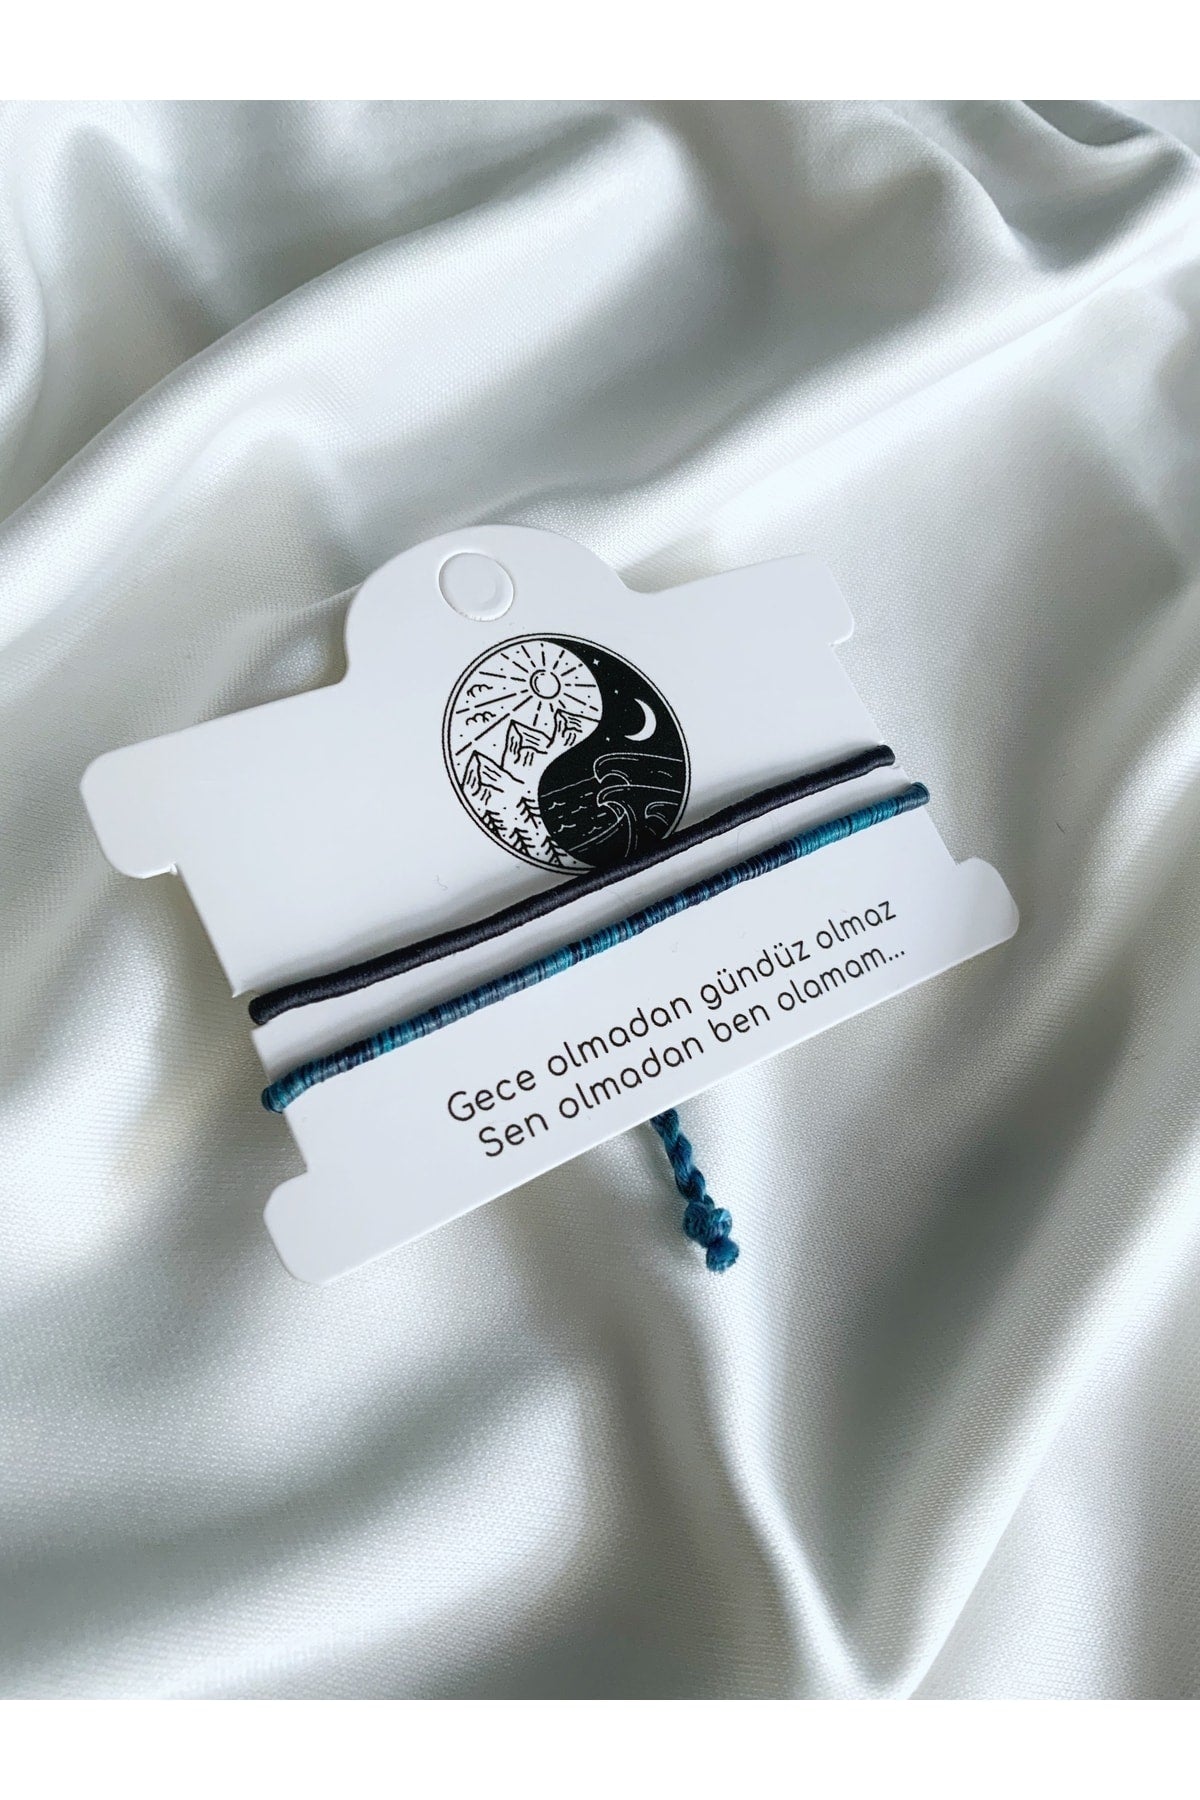 Gece olmadan gündüz olmaz
Sen olmadan ben olamam...